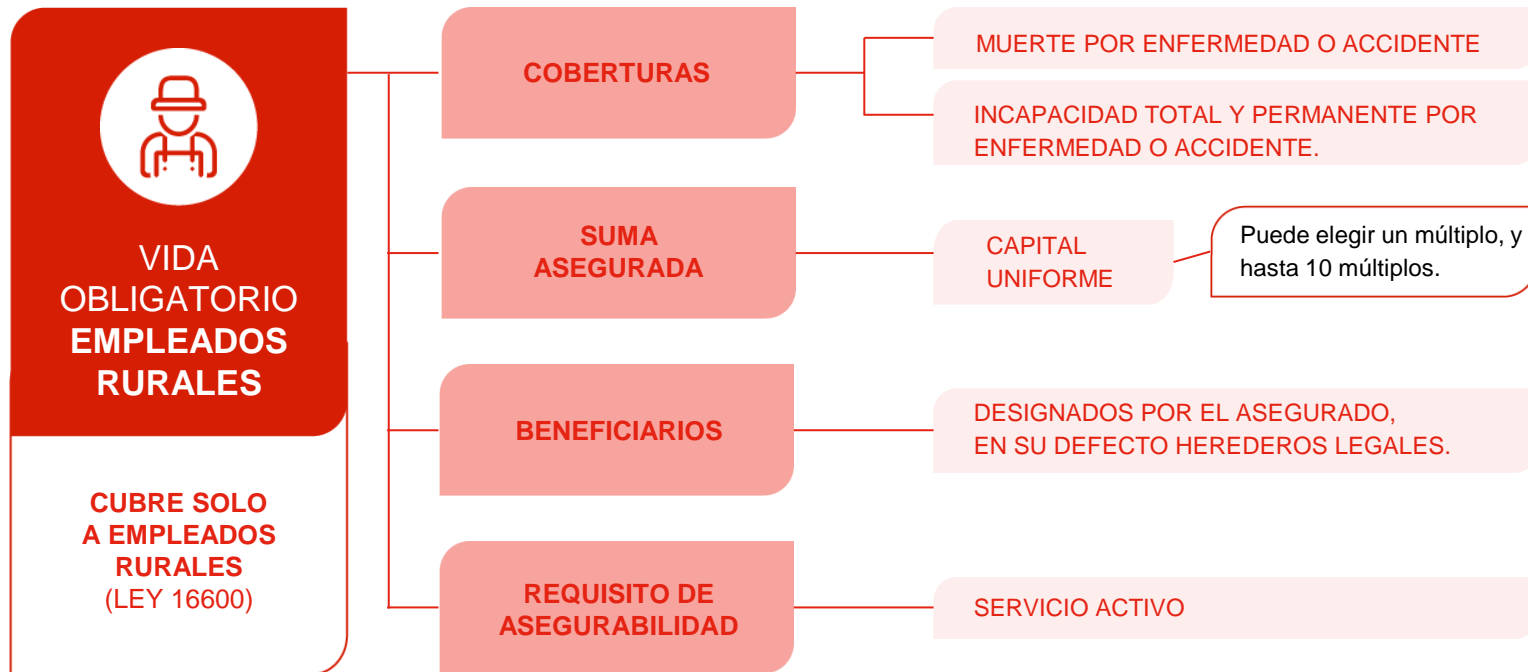 VIDA
OBLIGATORIO
EMPLEADOS
RURALES
CUBRE SOLO
A EMPLEADOS
RURALES
(LEY 16600)
COBERTURAS
MUERTE POR ENFERMEDAD O ACCIDENTE
INCAPACIDAD TOTAL Y PERMANENTE POR
ENFERMEDAD O ACCIDENTE.
SUMA
ASEGURADA
CAPITAL
UNIFORME
Puede elegir un múltiplo, y
hasta 10 múltiplos.
BENEFICIARIOS
DESIGNADOS POR EL ASEGURADO,
EN SU DEFECTO HEREDEROS LEGALES.
REQUISITO DE
ASEGURABILIDAD
SERVICIO ACTIVO